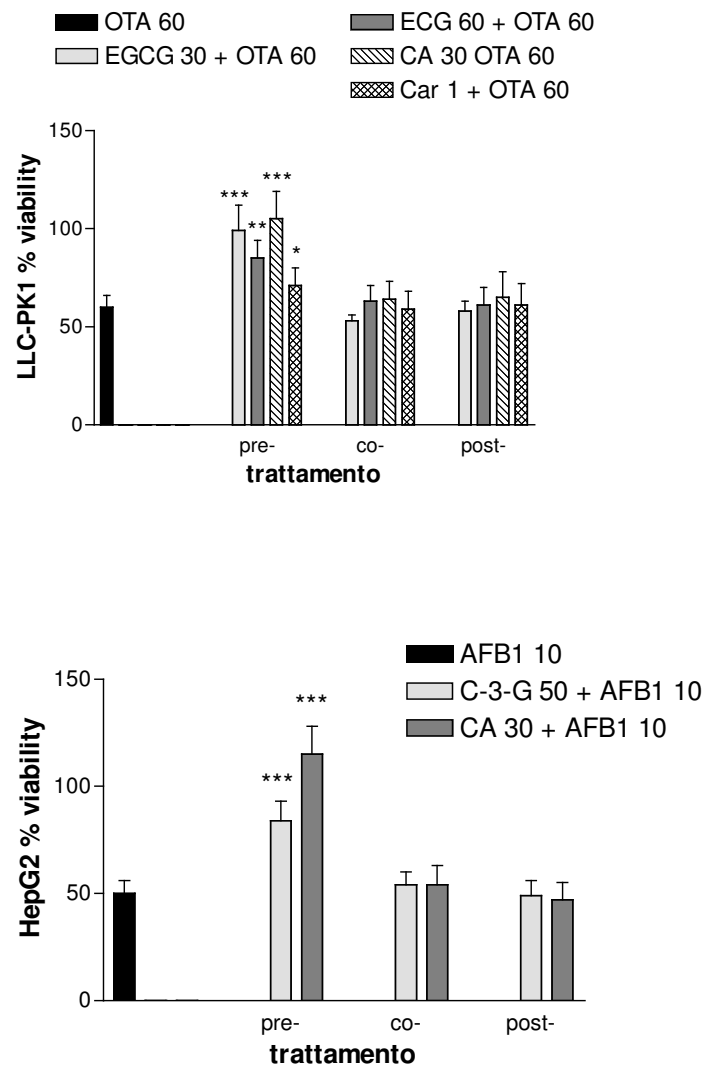 OTA 60
ECG 60 + OTA 60
EGCG 30 + OTA 60
CA 30 OTA 60
Car 1 + OTA 60
150
100
50
0
LLC-PK1 % viability
***
**
***
*
pre-
co-
post-
trattamento
AFB1 10
C-3-G 50 + AFB1 10
CA 30 + AFB1 10
150
100
50
0
HepG2 % viability
***
***
pre-
co-
post-
trattamento